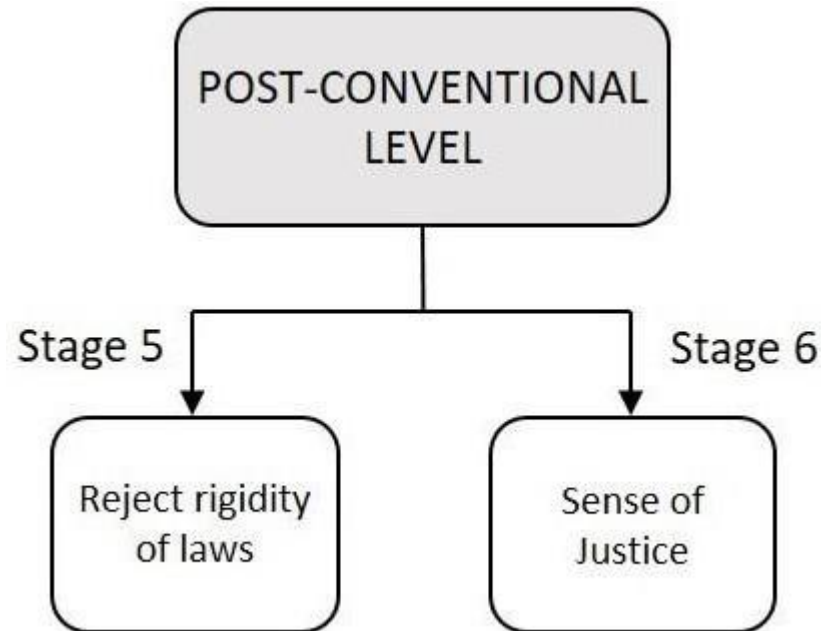 POST-CONVENTIONAL
LEVEL
Stage 5
Stage 6
Reject rigidity
of laws
Sense of
Justice